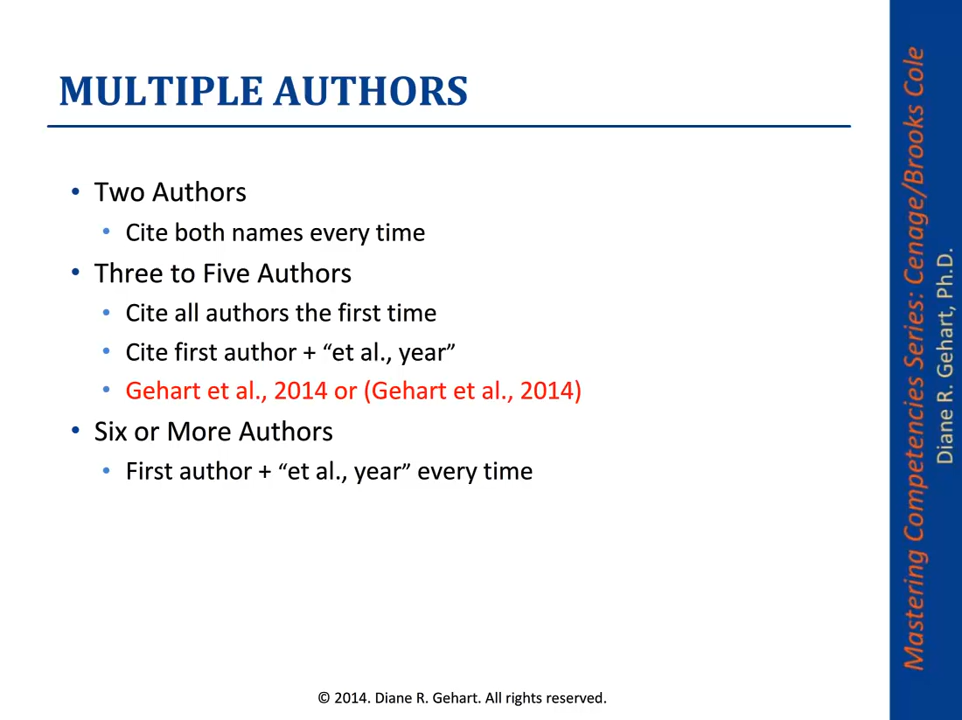 MULTIPLE AUTHORS
• Two Authors
• Cite both names every time
• Three to Five Authors
• Cite all authors the first time
• Cite first author + “et al., year”
• Gehart et al., 2014 or (Gehart et al., 2014)
• Six or More Authors
• First author + “et al., year” every time
© 2014. Diane R. Gehart. All rights reserved.
Mastering Competencies Series: Cenage/Brooks Cole
Diane R. Gehart, Ph.D.